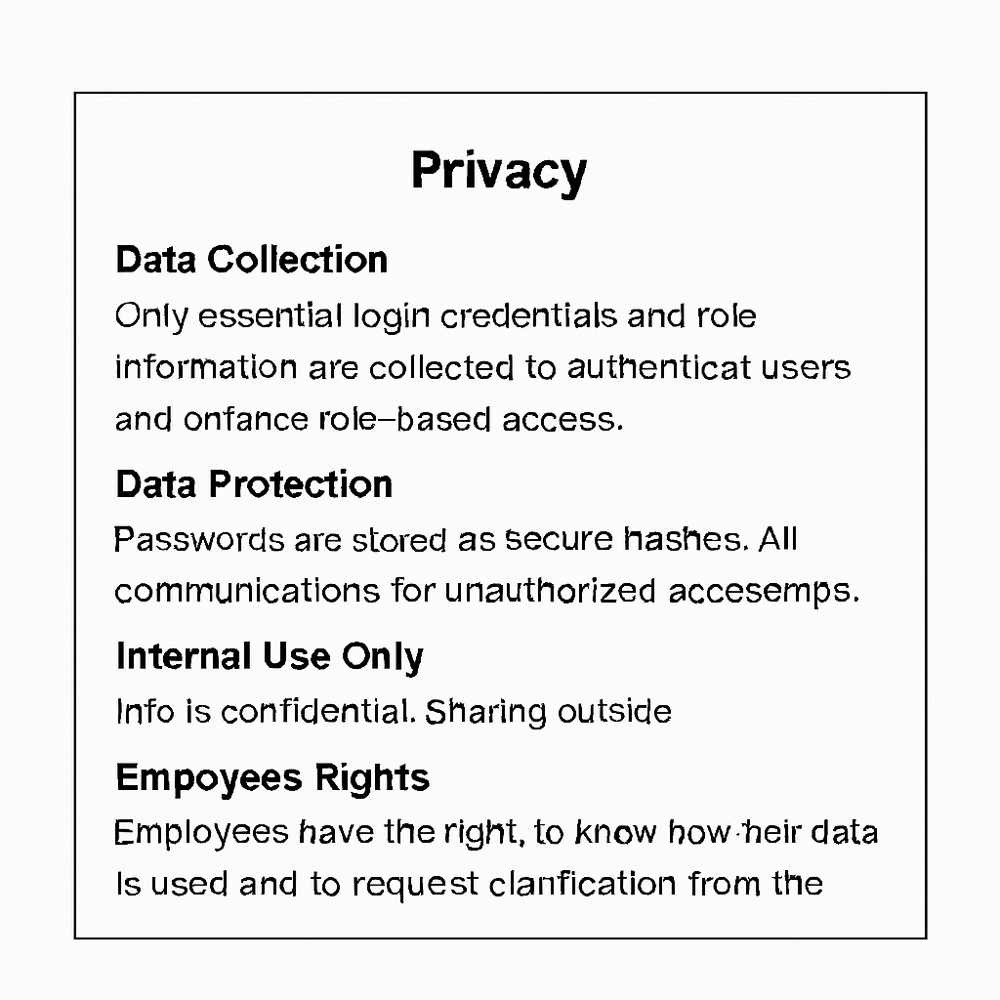 Privacy
Data Collection
Only essential login credentials and role
information are collected to authenticat users
and onfance role–based access.
Data Protection
Passwords are stored as secure hashes. All
communications for unauthorized accesemps.
Internal Use Only
Info is confidential. Sharing outside
Empoyees Rights
Employees have the right, to know how heir data
Is used and to request clanfication from the